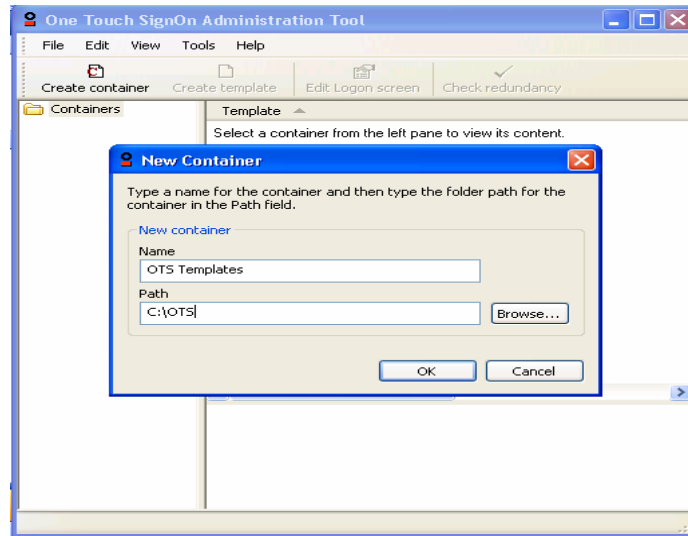 One Touch SignOn Administration Tool
File Edit View Tools Help
Create container Create template Edit Logon screen Check redundancy
Containers
Template
Select a container from the left pane to view its content.
New Container
Type a name for the container and then type the folder path for the
container in the Path field.
New container
Name
OTS Templates
Path
C:\OTS
Browse...
OK Cancel